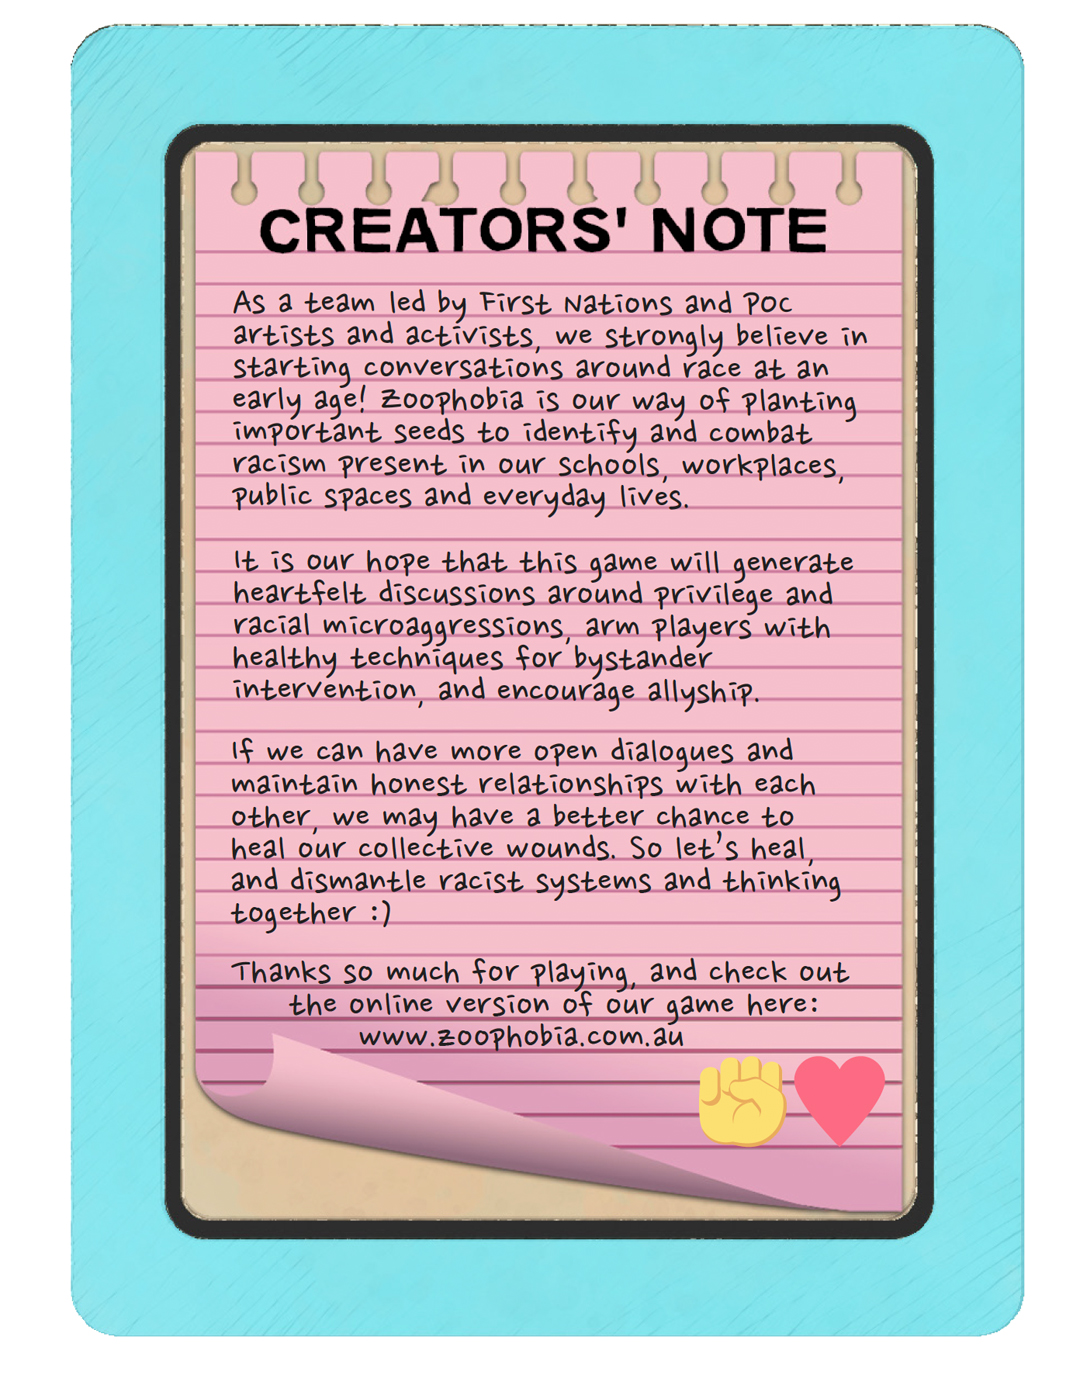 CREATORS' NOTE
As a team led by First Nations and POC
artists and activists, we strongly believe in
starting conversations around race at an
early age! Zoophobia is our way of planting
important seeds to identify and combat
racism present in our schools, workplaces,
public spaces and everyday lives.
It is our hope that this game will generate
heartfelt discussions around privilege and
racial microaggressions, arm players with
healthy techniques for bystander
intervention, and encourage allyship.
If we can have more open dialogues and
maintain honest relationships with each
other, we may have a better chance to
heal our collective wounds. So let's heal,
and dismantle racist systems and thinking
together :)
Thanks so much for playing, and check out
the online version of our game here:
www.zoophobia.com.au